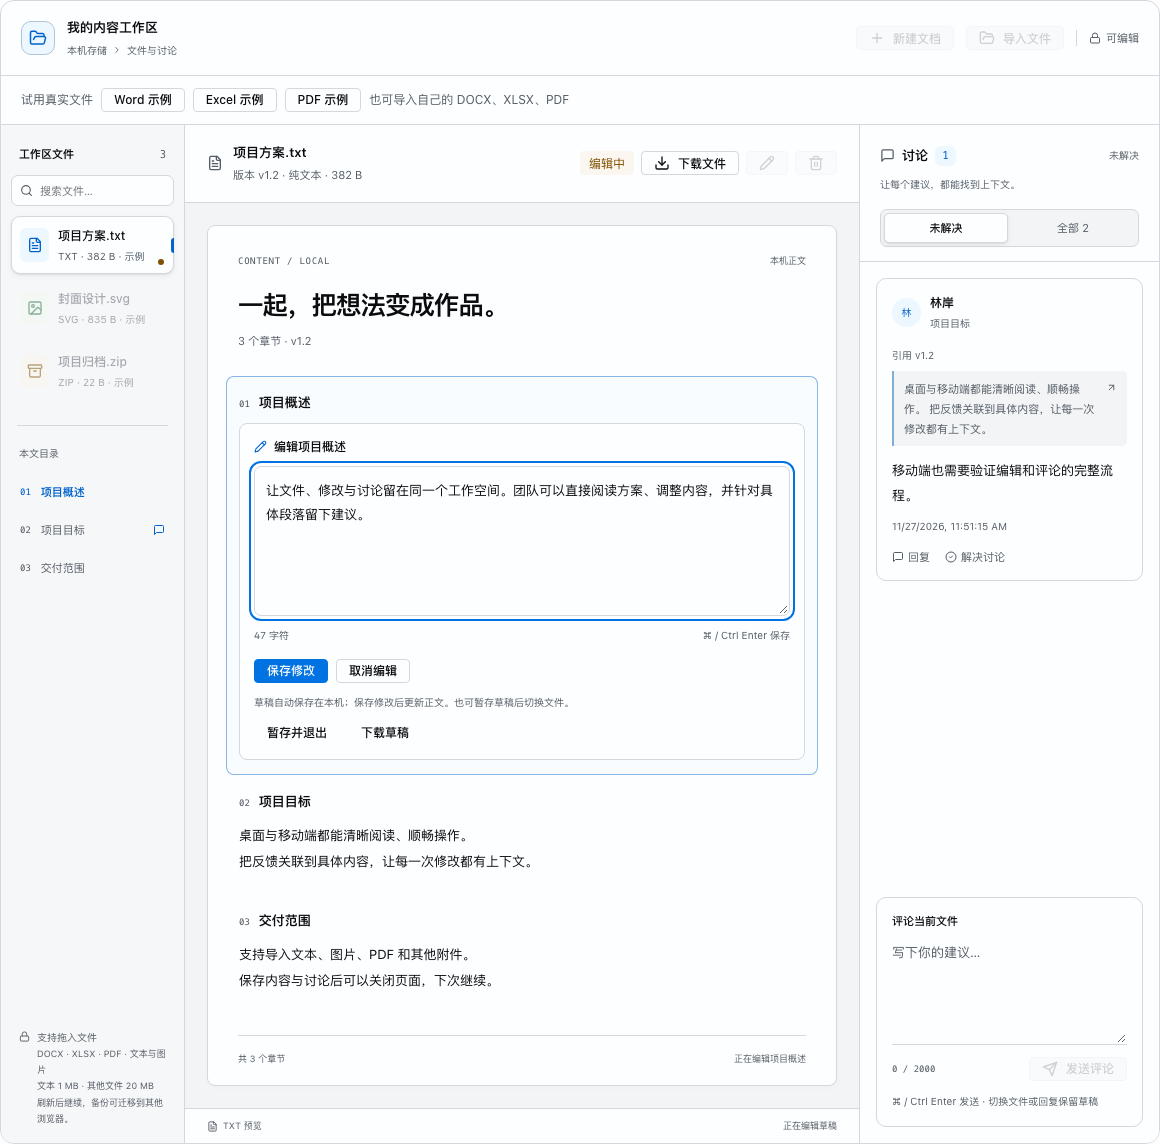 我的内容工作区
本机存储 > 文件与讨论
新建文档
导入文件
可编辑
试用真实文件
Word 示例
Excel 示例
PDF 示例
也可导入自己的 DOCX、XLSX、PDF
工作区文件
3
搜索文件...
项目方案.txt
TXT · 382 B · 示例
封面设计.svg
SVG · 835 B · 示例
项目归档.zip
ZIP · 22 B · 示例
本文目录
01 项目概述
02 项目目标
03 交付范围
支持拖入文件
DOCX · XLSX · PDF · 文本与图
片
文本 1 MB · 其他文件 20 MB
刷新后继续，备份可迁移到其他
浏览器。
项目方案.txt
版本 v1.2 · 纯文本 · 382 B
编辑中
下载文件
CONTENT / LOCAL
本机正文
一起，把想法变成作品。
3 个章节 · v1.2
01 项目概述
编辑项目概述
让文件、修改与讨论留在同一个工作空间。团队可以直接阅读方案、调整内容，并针对具
体段落留下建议。
47 字符
⌘ / Ctrl Enter 保存
保存修改
取消编辑
草稿自动保存在本机；保存修改后更新正文。也可暂存草稿后切换文件。
暂存并退出
下载草稿
02 项目目标
桌面与移动端都能清晰阅读、顺畅操作。
把反馈关联到具体内容，让每一次修改都有上下文。
03 交付范围
支持导入文本、图片、PDF 和其他附件。
保存内容与讨论后可以关闭页面，下次继续。
共 3 个章节
正在编辑项目概述
TXT 预览
正在编辑草稿
讨论
1
未解决
让每个建议，都能找到上下文。
未解决
全部 2
林
林岸
项目目标
引用 v1.2
桌面与移动端都能清晰阅读、顺畅操
作。 把反馈关联到具体内容，让每一次
修改都有上下文。
移动端也需要验证编辑和评论的完整流
程。
11/27/2026, 11:51:15 AM
回复
解决讨论
评论当前文件
写下你的建议...
0 / 2000
发送评论
⌘ / Ctrl Enter 发送 · 切换文件或回复保留草稿